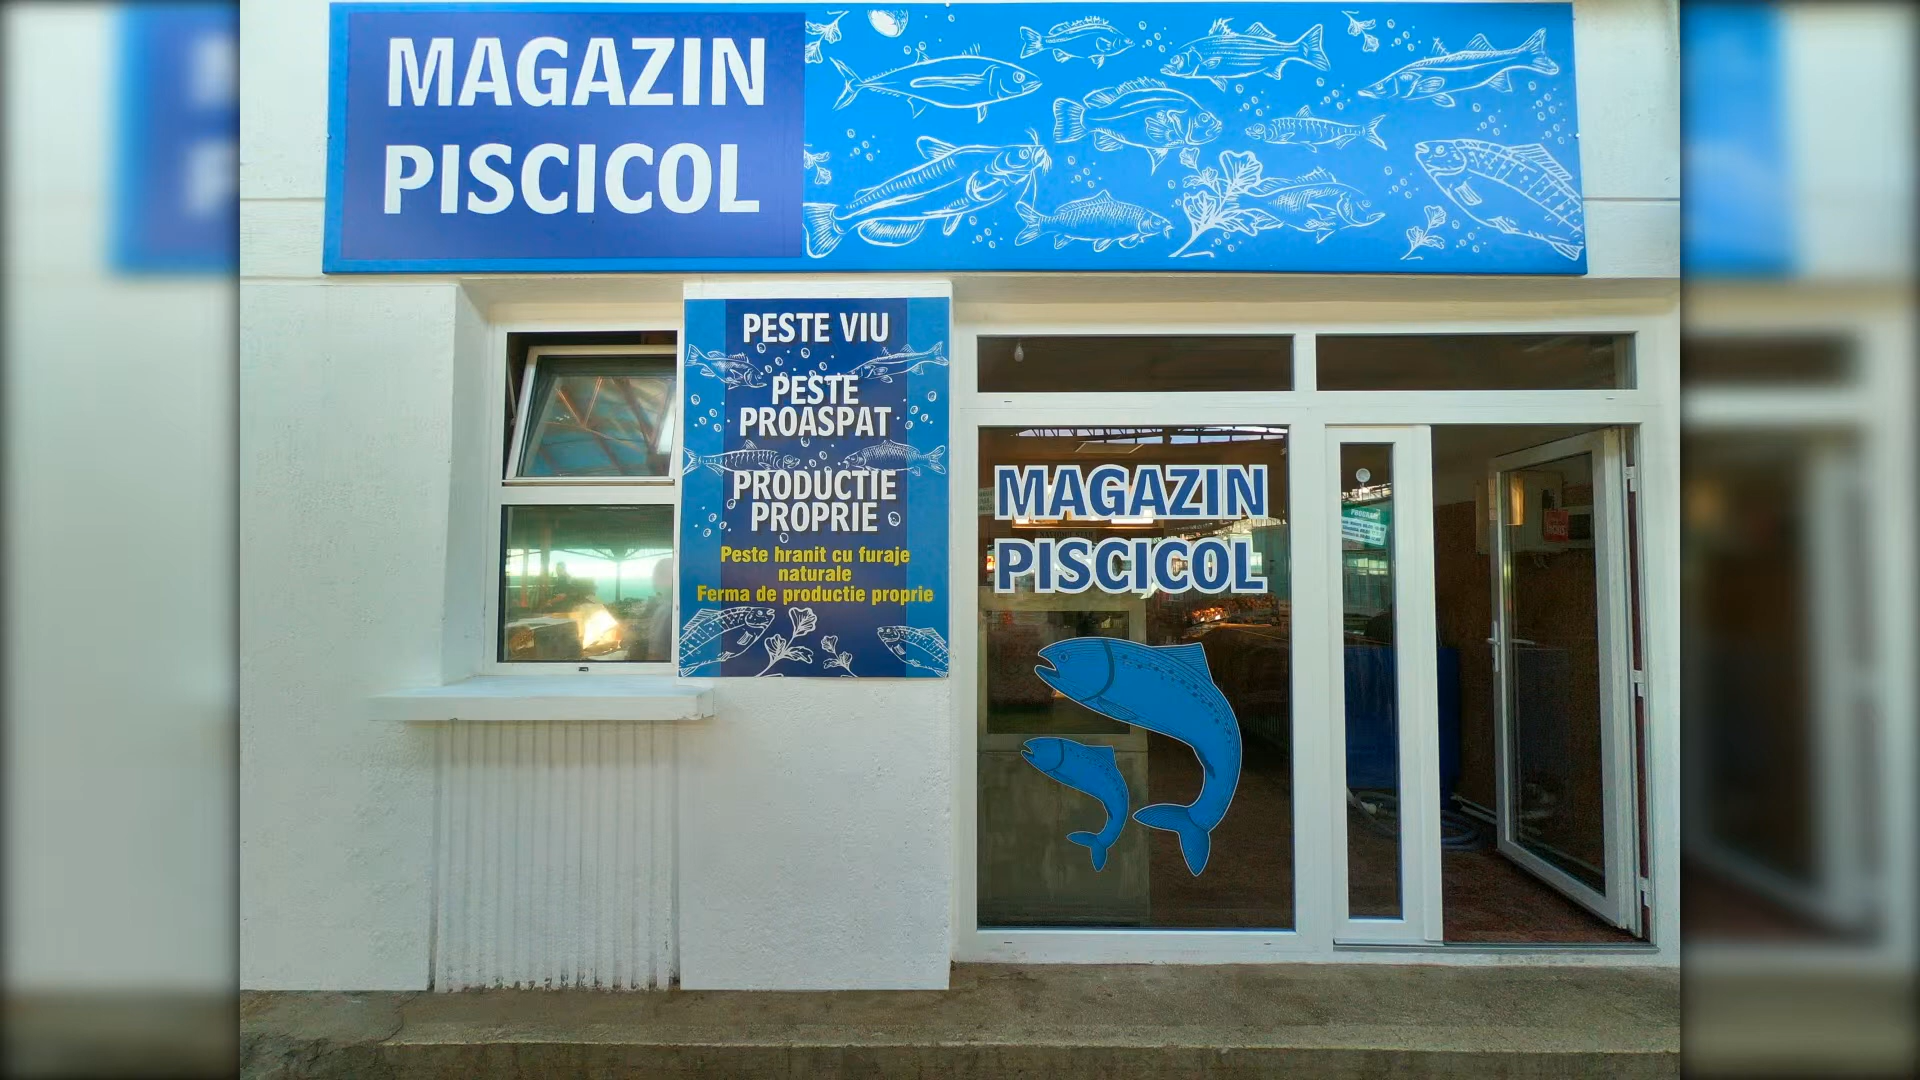 MAGAZIN
PISCICOL
PESTE VIU
PESTE
PROASPAT
PRODUCTIE
PROPRIE
Peste hranit cu furaje
naturale
Ferma de productie proprie
MAGAZIN
PISCICOL
PROGRAM